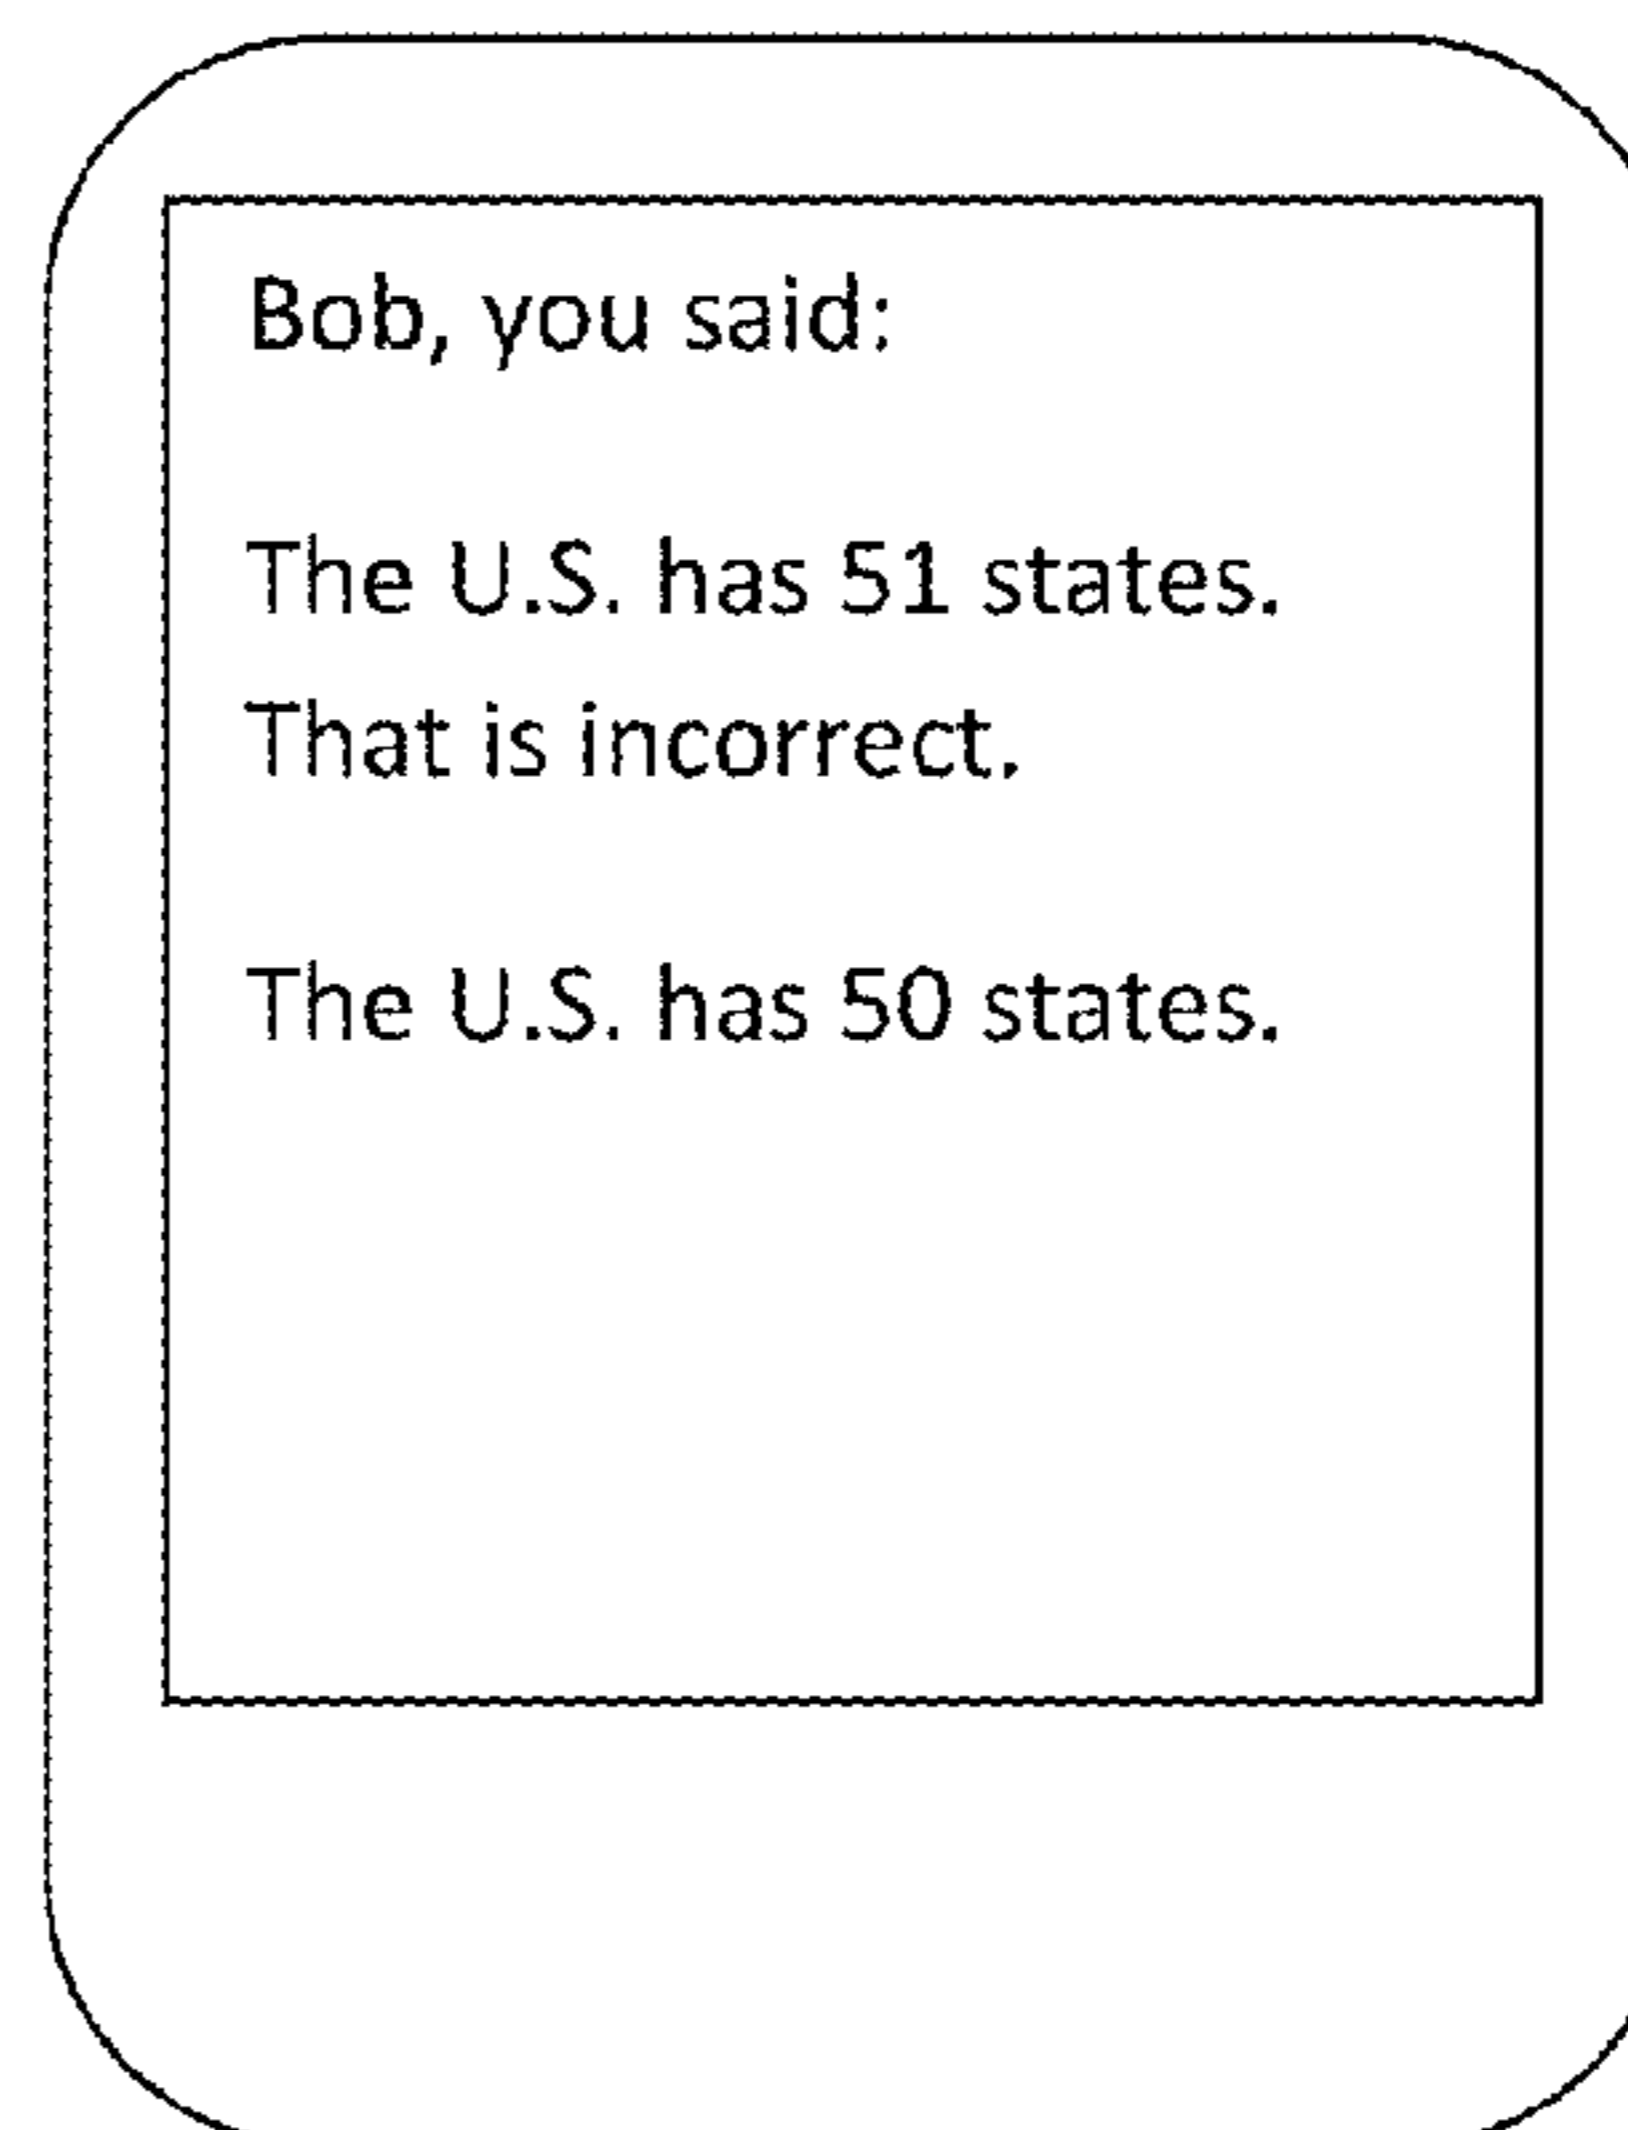 Bob, you said:
The U.S. has 51 states.
That is incorrect.
The U.S. has 50 states.